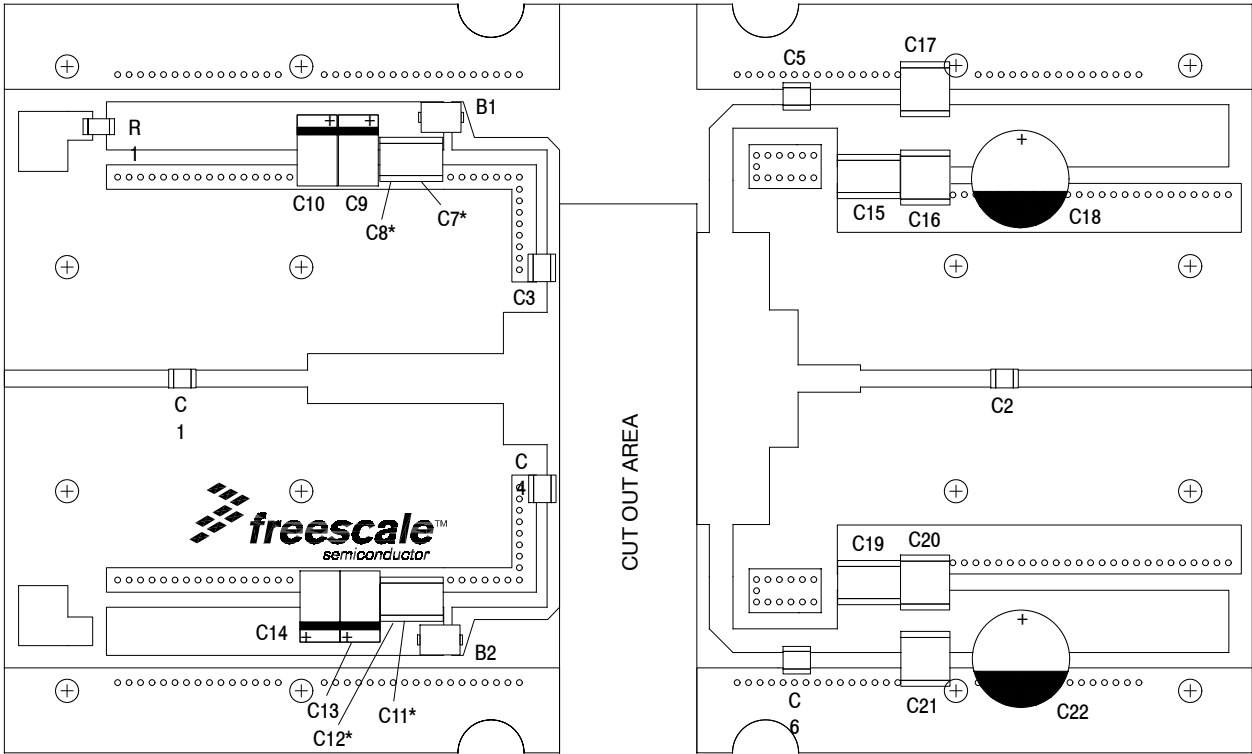 C17
C5
B1
R
1
+
+
+
C10
C9
C15
C16
C18
C8*
C7*
C3
C
1
C2
CUT OUT AREA
C
4
freescale™
semiconductor
C19
C20
C14
+
+
+
B2
C13
C11*
C12*
C
6
C21
C22